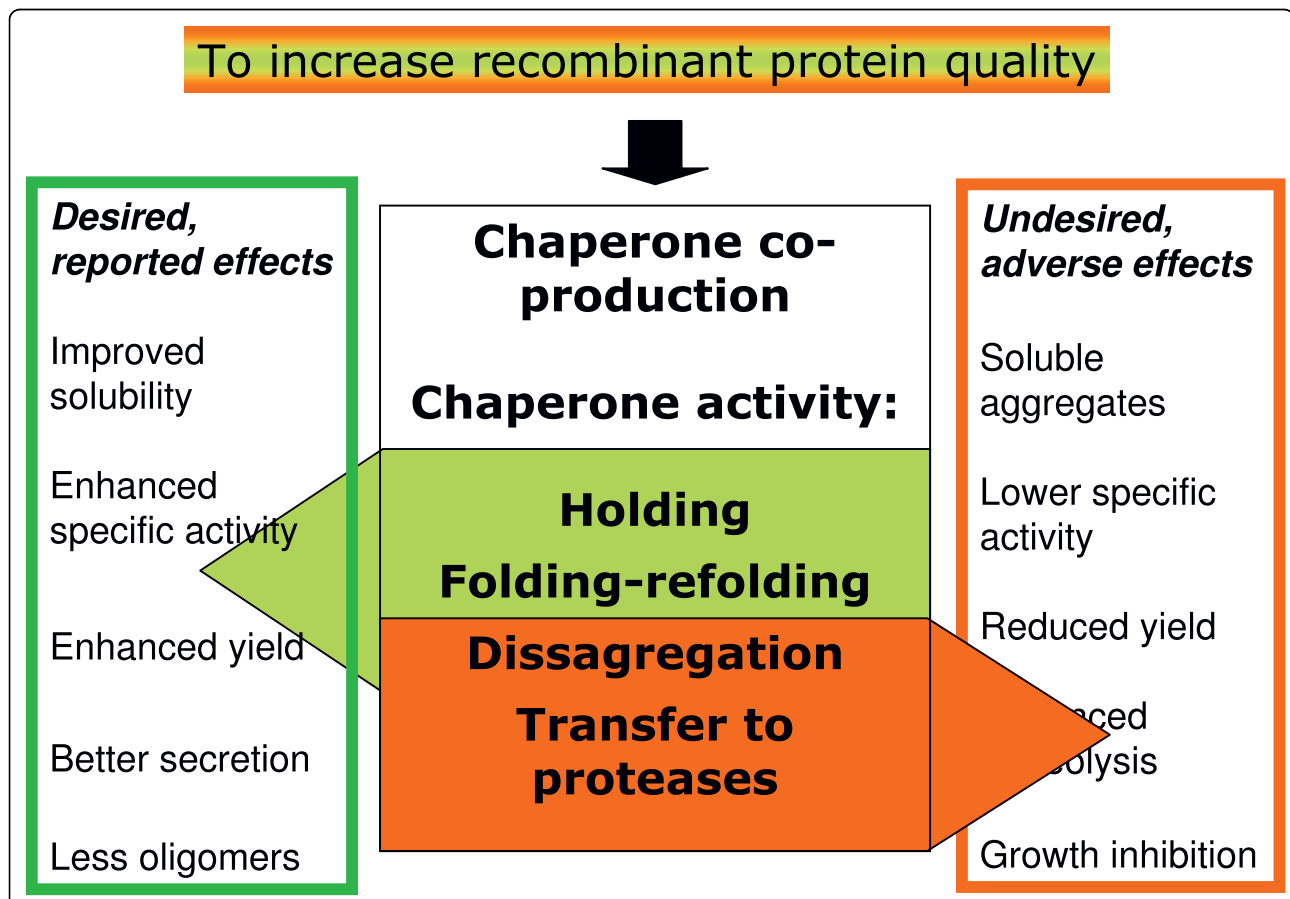 To increase recombinant protein quality
Desired,
reported effects
Improved
solubility
Enhanced
specific activity
Enhanced yield
Better secretion
Less oligomers
Chaperone co-
production
Chaperone activity:
Holding
Folding-refolding
Dissagregation
Transfer to
proteases
Undesired,
adverse effects
Soluble
aggregates
Lower specific
activity
Reduced yield
Growth inhibition